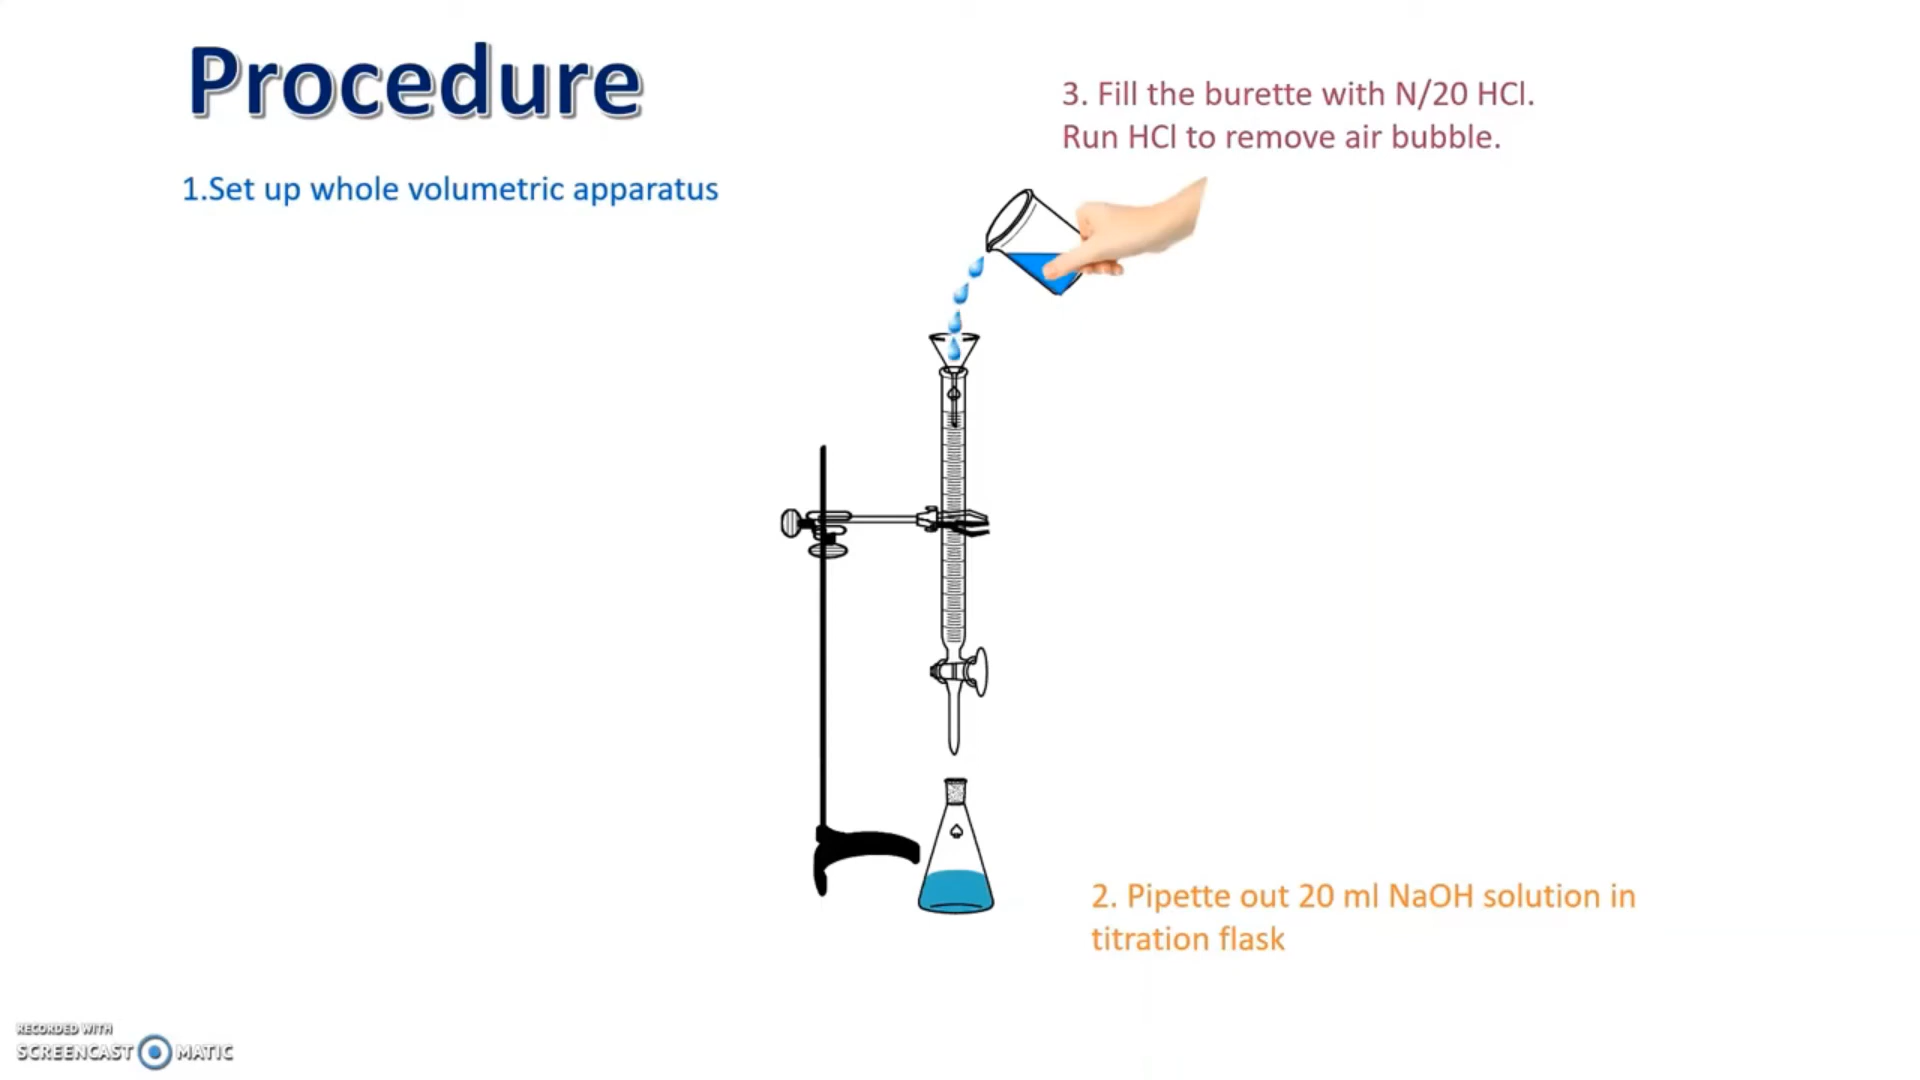 Procedure
1.Set up whole volumetric apparatus
3. Fill the burette with N/20 HCl.
Run HCl to remove air bubble.
2. Pipette out 20 ml NaOH solution in
titration flask
RECORDED WITH
SCREENCAST MATIC